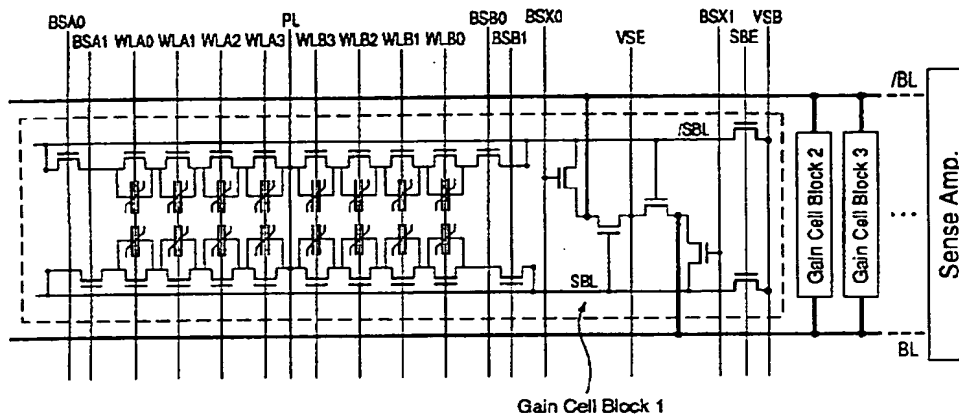 BSA0 PL BSB0 BSX0 BSX1 VSB
BSA1 WLA0 WLA1 WLA2 WLA3 WLB3 WLB2 WLB1 WLB0 BSB1 VSE SBE
/BL
/SBL
Gain Cell Block 2
Gain Cell Block 3
...
Sense Amp.
SBL
BL
Gain Cell Block 1